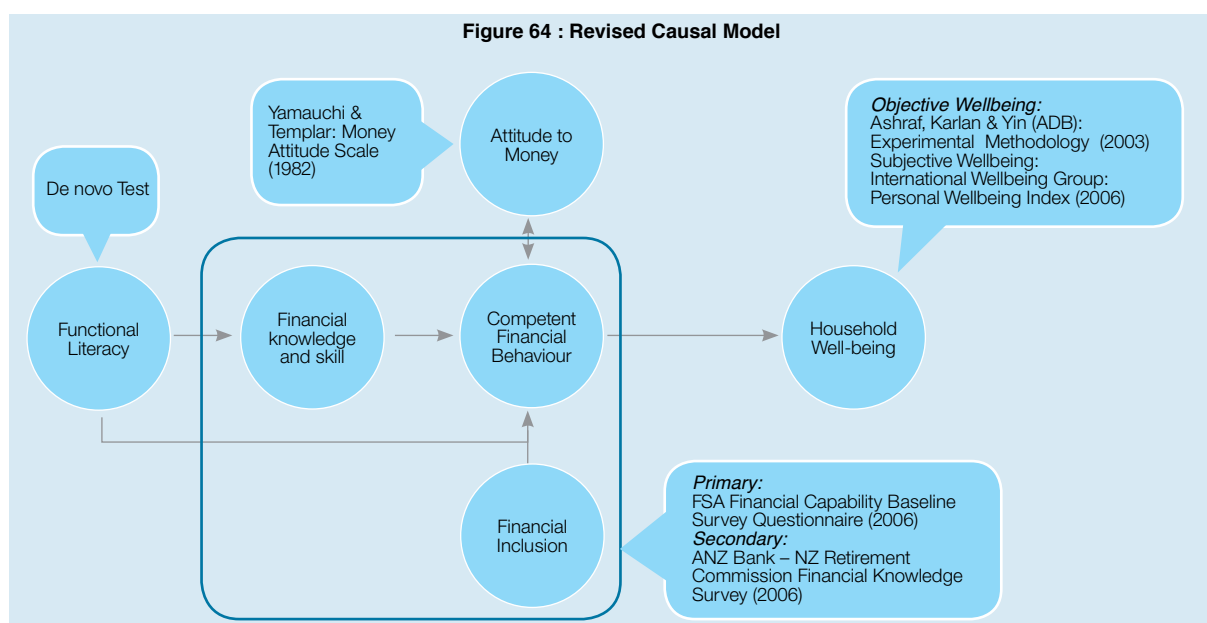 Figure 64 : Revised Causal Model
Yamauchi &
Templar: Money
Attitude Scale
(1982)
Attitude to
Money
Objective Wellbeing:
Ashraf, Karlan & Yin (ADB):
Experimental Methodology (2003)
Subjective Wellbeing:
International Wellbeing Group:
Personal Wellbeing Index (2006)
De novo Test
Functional
Literacy
Financial
knowledge
and skill
Competent
Financial
Behaviour
Household
Well-being
Financial
Inclusion
Primary:
FSA Financial Capability Baseline
Survey Questionnaire (2006)
Secondary:
ANZ Bank – NZ Retirement
Commission Financial Knowledge
Survey (2006)